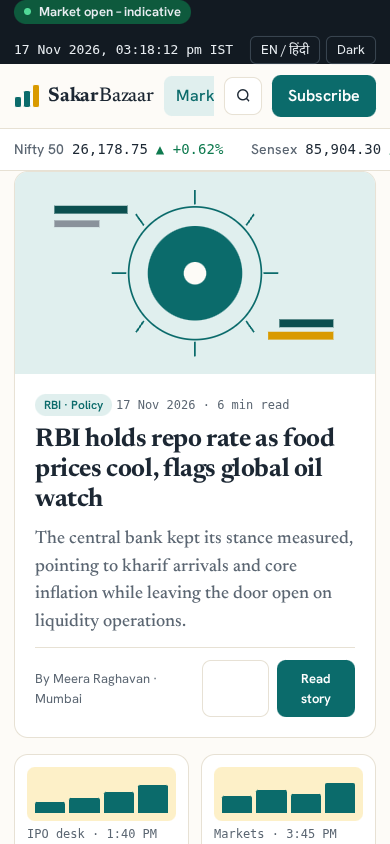 Market open – indicative
17 Nov 2026, 03:18:12 pm IST
EN / हिंदी
Dark
SakarBazaar
Mark
Subscribe
Nifty 50 26,178.75 ▲ +0.62% Sensex 85,904.30
RBI · Policy 17 Nov 2026 · 6 min read
RBI holds repo rate as food
prices cool, flags global oil
watch
The central bank kept its stance measured,
pointing to kharif arrivals and core
inflation while leaving the door open on
liquidity operations.
By Meera Raghavan ·
Mumbai
Read
story
IPO desk · 1:40 PM
Markets · 3:45 PM